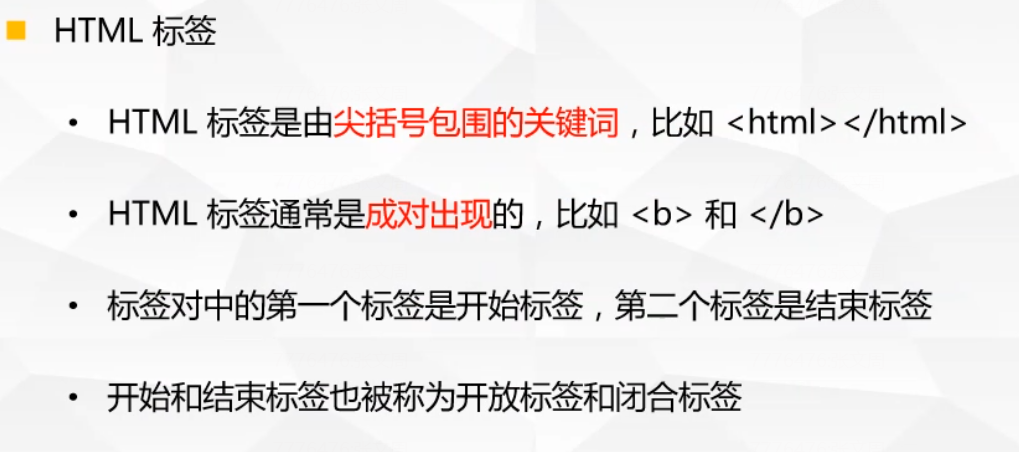 HTML 标签
HTML 标签是由尖括号包围的关键词，比如 <html></html>
HTML 标签通常是成对出现的，比如 <b> 和 </b>
标签对中的第一个标签是开始标签，第二个标签是结束标签
开始和结束标签也被称为开放标签和闭合标签